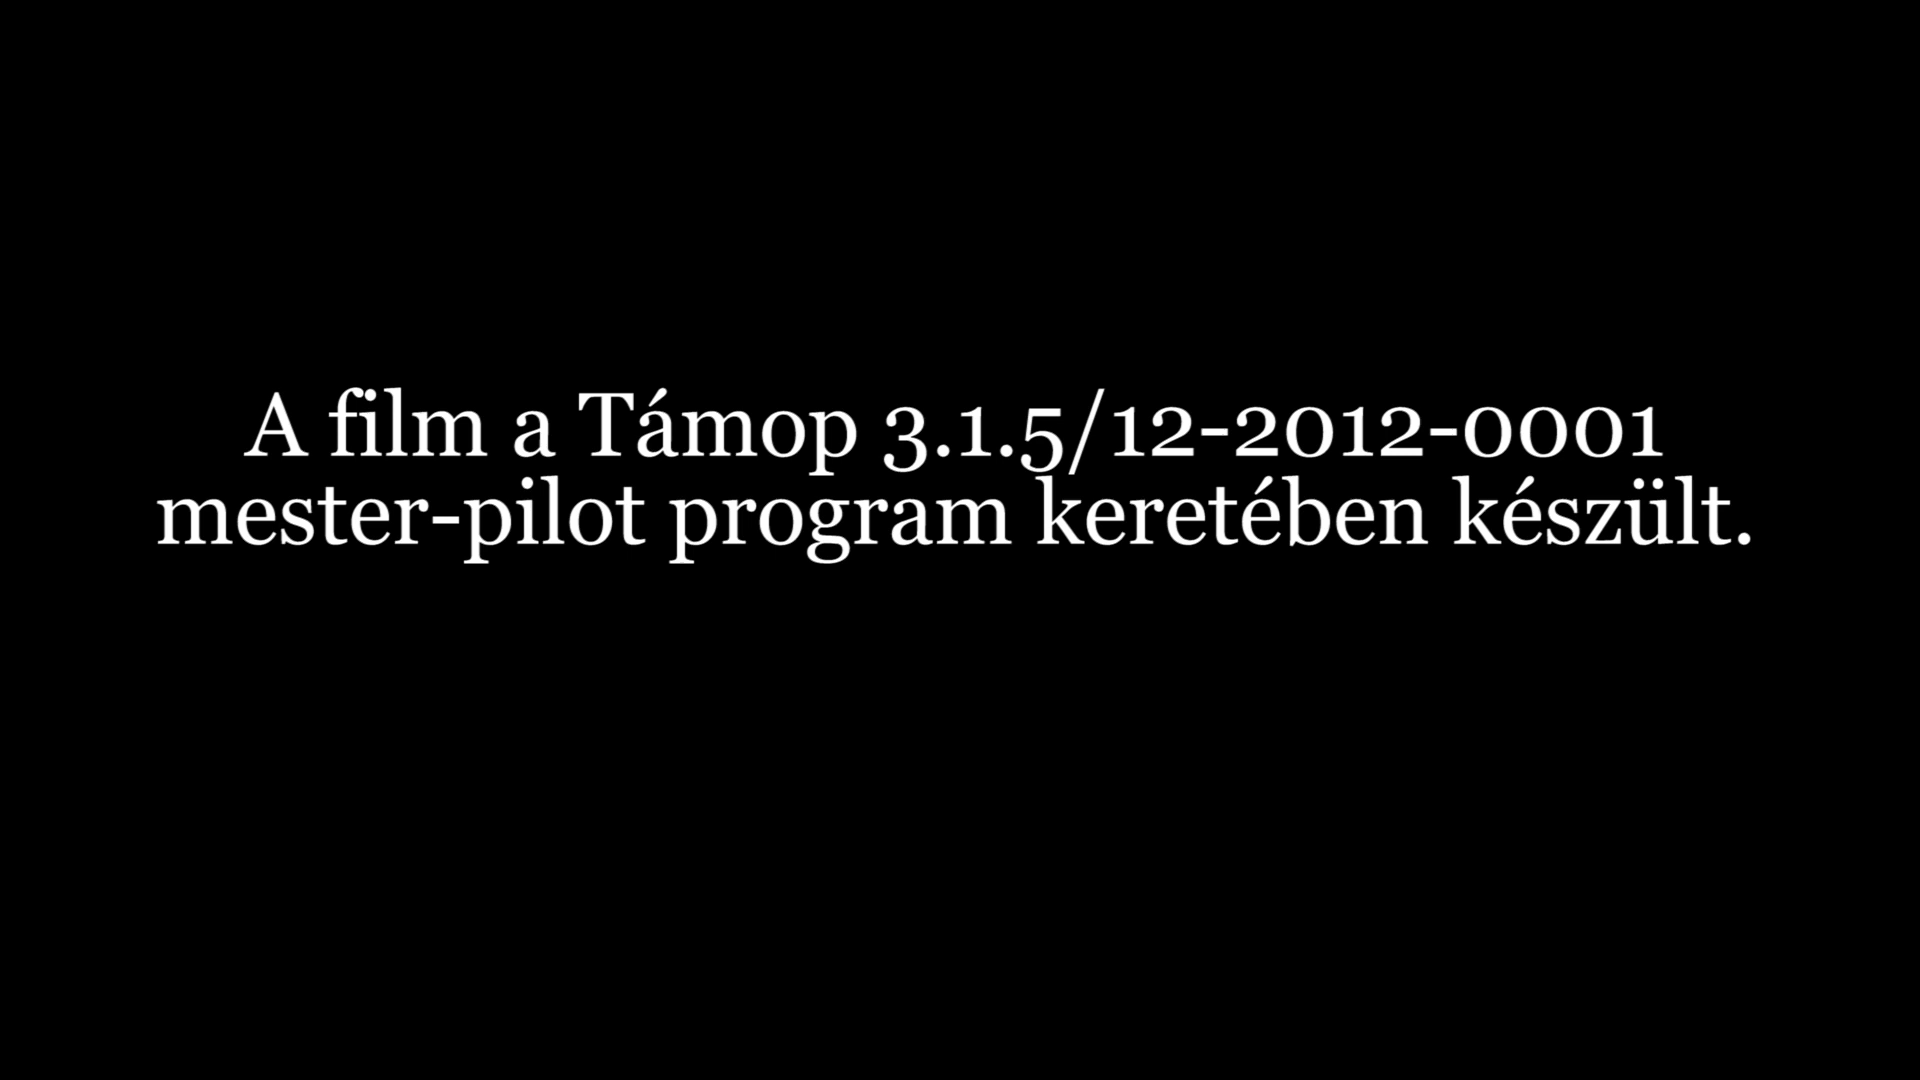 A film a Támop 3.1.5/12-2012-0001
mester-pilot program keretében készült.